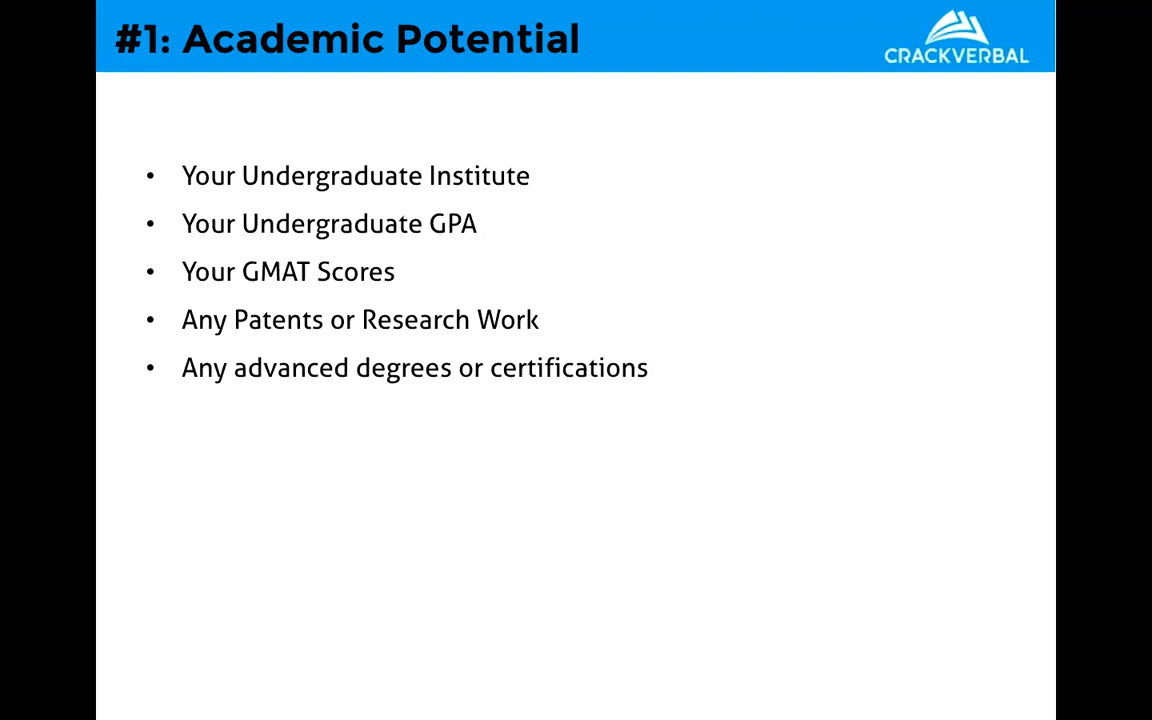 #1: Academic Potential
CRACKVERBAL
• Your Undergraduate Institute
• Your Undergraduate GPA
• Your GMAT Scores
• Any Patents or Research Work
• Any advanced degrees or certifications